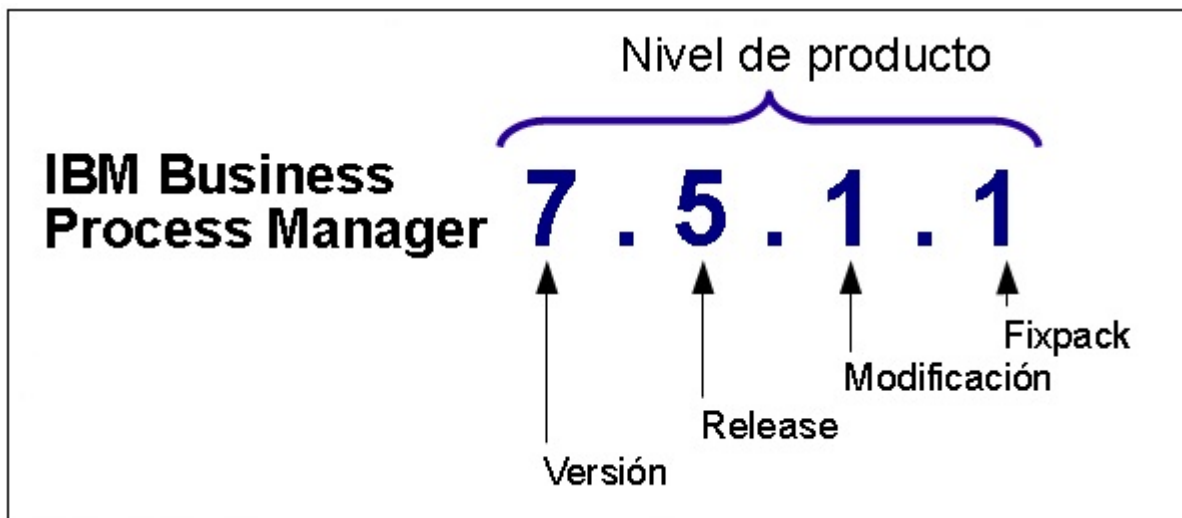 Nivel de producto
IBM Business
Process Manager 7 . 5 . 1 . 1
Fixpack
Modificación
Release
Versión